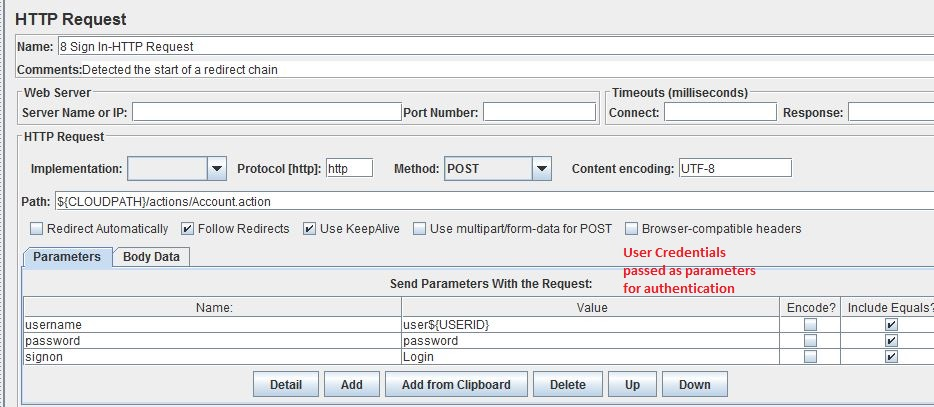 HTTP Request
Name: 8 Sign In-HTTP Request
Comments: Detected the start of a redirect chain
Web Server
Timeouts (milliseconds)
Server Name or IP: Port Number: Connect: Response:
HTTP Request
Implementation: Protocol [http]: http Method: POST Content encoding: UTF-8
Path: ${CLOUDPATH}/actions/Account.action
Redirect Automatically Follow Redirects Use KeepAlive Use multipart/form-data for POST Browser-compatible headers
Parameters Body Data
User Credentials
passed as parameters
for authentication
Send Parameters With the Request:
Name: Value Encode? Include Equals?
username user${USERID}
password password
signon Login
Detail Add Add from Clipboard Delete Up Down